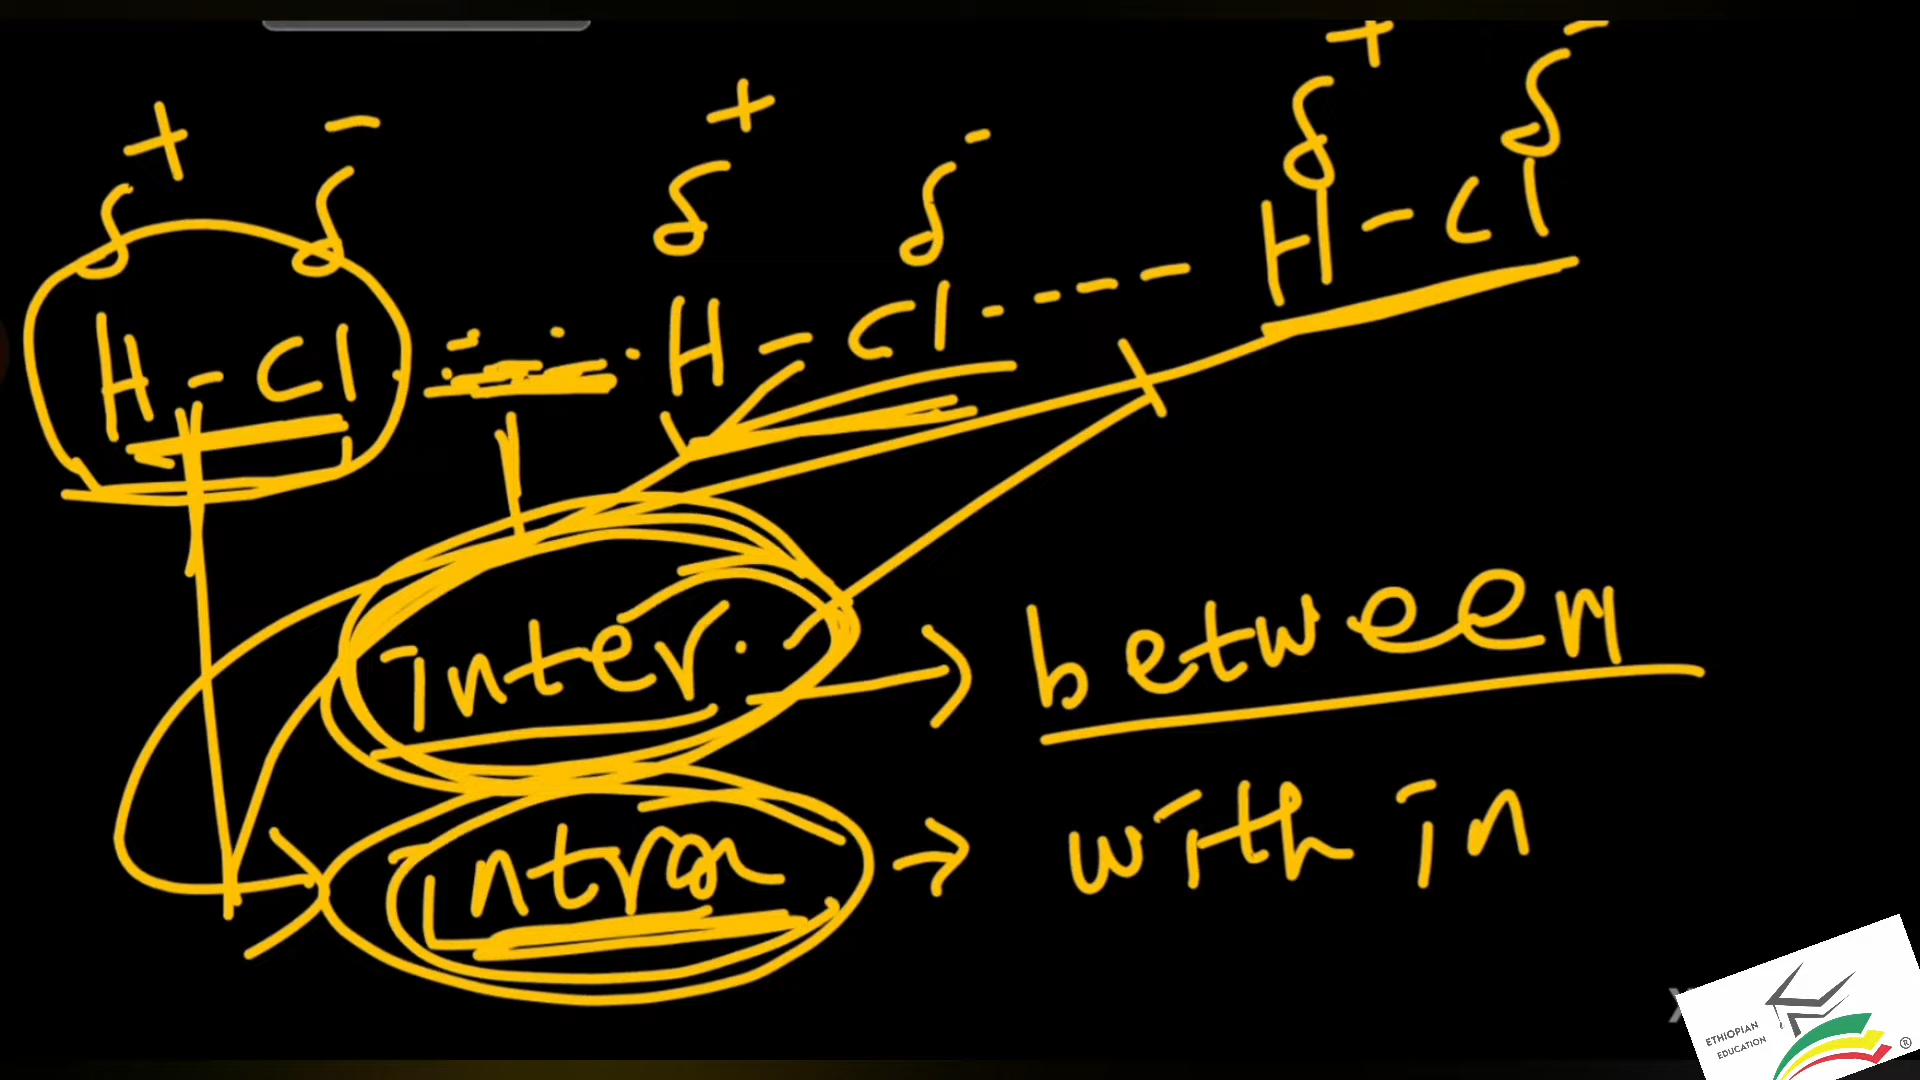 δ+ δ- δ+ δ- δ+ δ-
H-Cl ------ H-Cl ----- H-Cl
inter. → between
intra → with in
ETHIOPIAN
EDUCATION
®